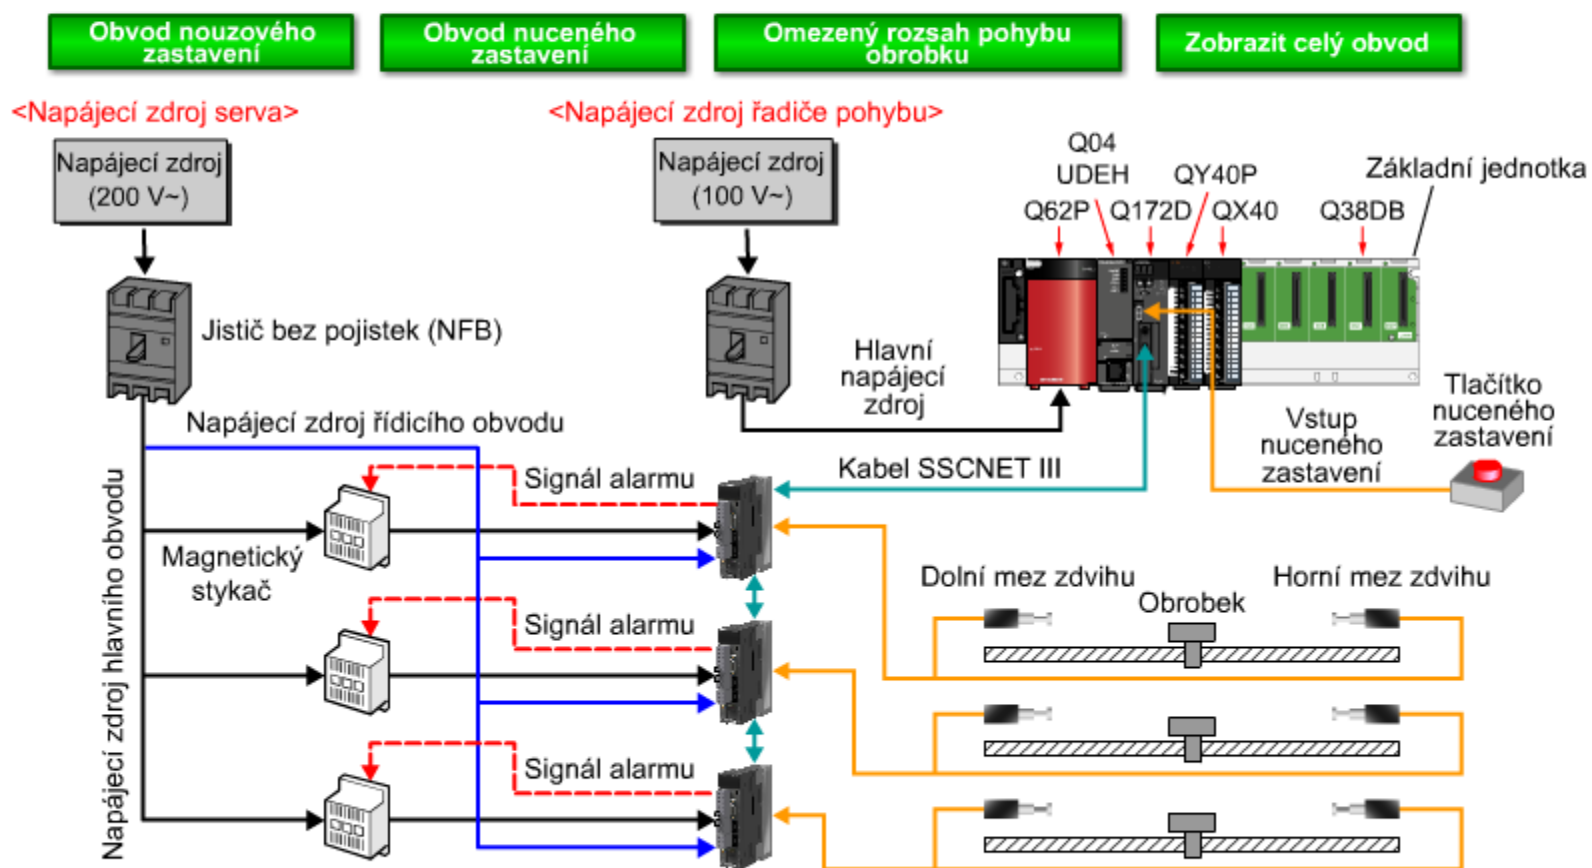 Obvod nouzového
zastavení
Obvod nuceného
zastavení
Omezený rozsah pohybu
obrobku
Zobrazit celý obvod
<Napájecí zdroj serva>
<Napájecí zdroj řadiče pohybu>
Napájecí zdroj
(200 V~)
Napájecí zdroj
(100 V~)
Q04
UDEH
QY40P
Základní jednotka
Q62P
Q172D
QX40
Q38DB
Jistič bez pojistek (NFB)
Hlavní
napájecí
zdroj
Tlačítko
nuceného
zastavení
Vstup
nuceného
zastavení
Napájecí zdroj řídicího obvodu
Kabel SSCNET III
Signál alarmu
Napájecí zdroj hlavního obvodu
Magnetický
stykač
Dolní mez zdvihu
Horní mez zdvihu
Obrobek
Signál alarmu
Signál alarmu